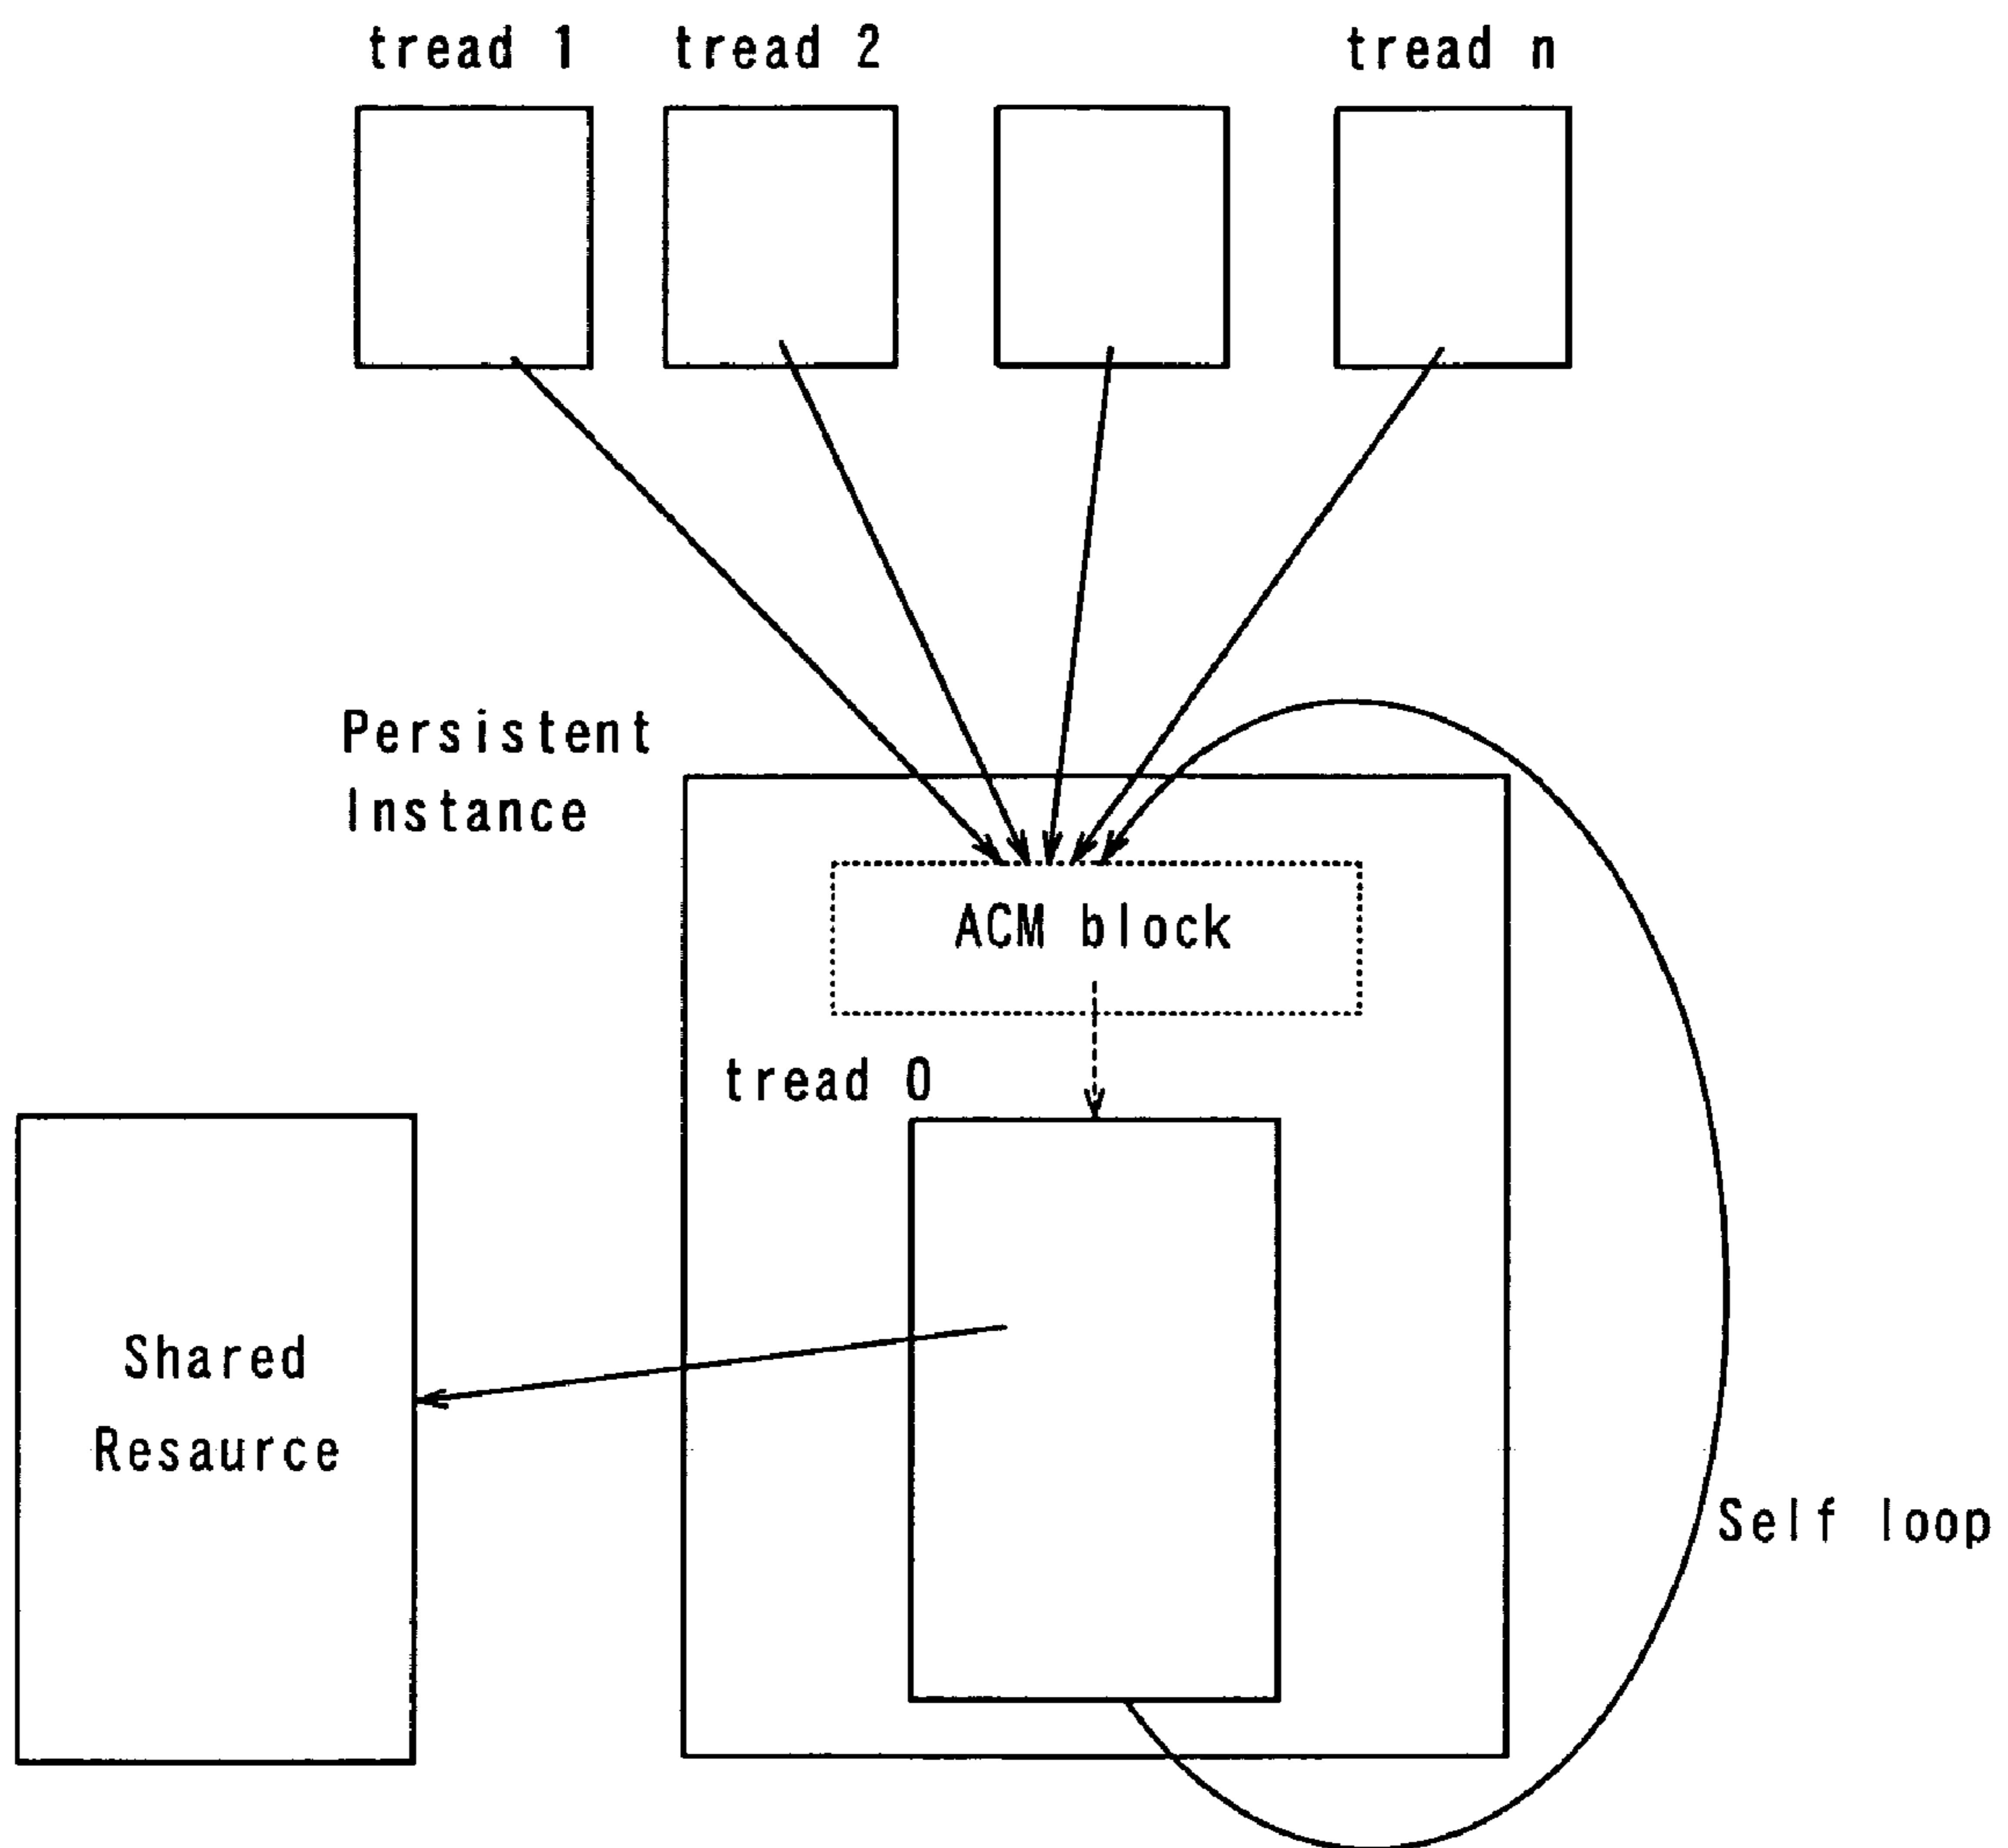 tread 1
tread 2
tread n
Persistent
Instance
ACM block
tread 0
Shared
Resaurce
Self loop